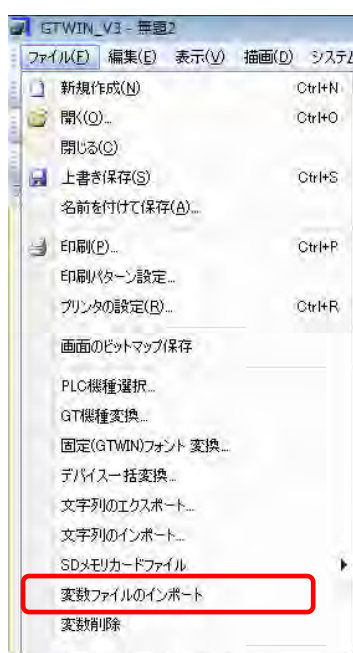 GTWIN_V3 - 無題2
ファイル(F) 編集(E) 表示(V) 描画(D) システム
新規作成(N) Ctrl+N
開く(O)... Ctrl+O
閉じる(C)
上書き保存(S) Ctrl+S
名前を付けて保存(A)...
印刷(P)... Ctrl+P
印刷パターン設定...
プリンタの設定(R)... Ctrl+R
画面のビットマップ保存
PLC機種選択...
GT機種変換...
固定(GTWIN)フォント 変換...
デバイス一括変換...
文字列のエクスポート...
文字列のインポート...
SDメモリカードファイル
変数ファイルのインポート
変数削除